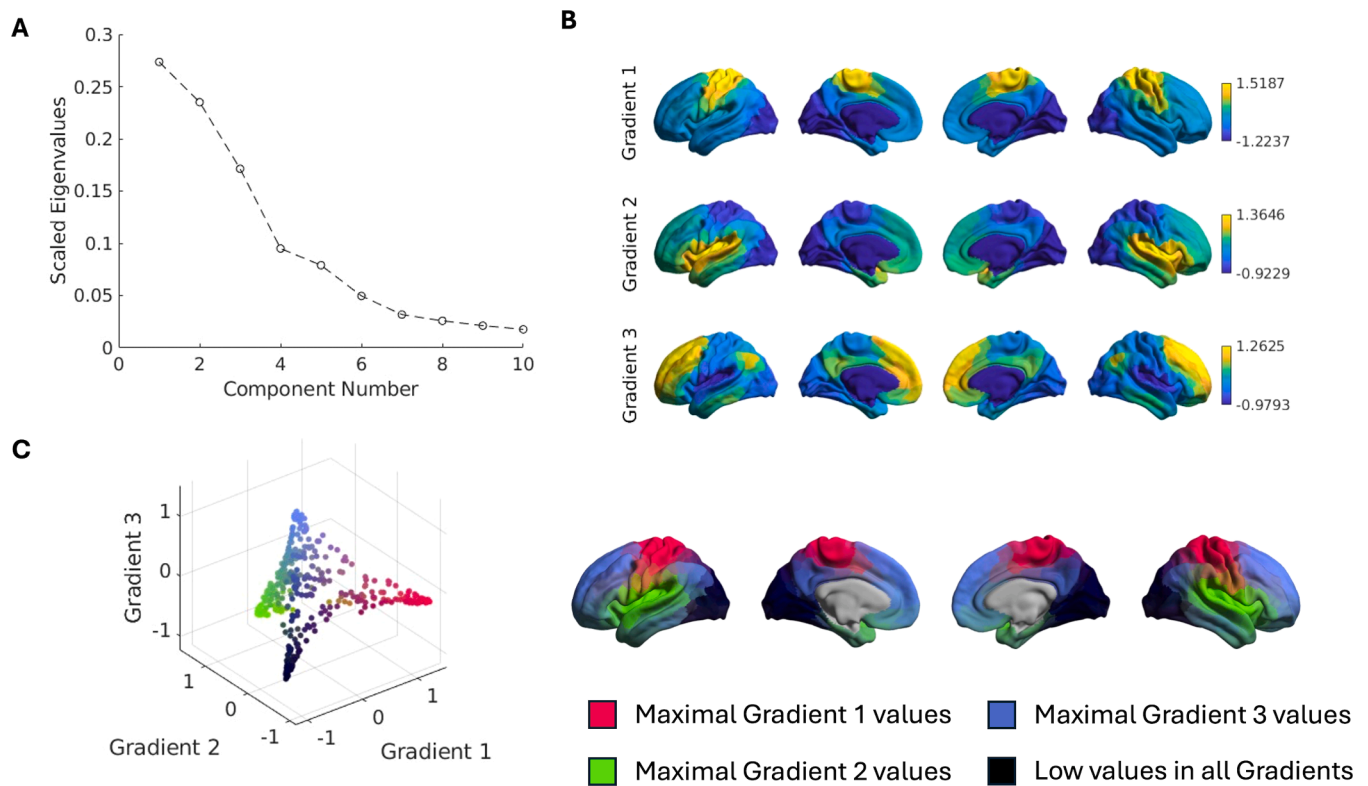 A
0.3
0.25
0.2
0.15
0.1
0.05
0
0
2
4
6
8
10
Scaled Eigenvalues
Component Number
B
Gradient 1
1.5187
-1.2237
Gradient 2
1.3646
-0.9229
Gradient 3
1.2625
-0.9793
C
Gradient 3
1
0
-1
1
0
-1
Gradient 2
-1
0
1
Gradient 1
Maximal Gradient 1 values
Maximal Gradient 3 values
Maximal Gradient 2 values
Low values in all Gradients